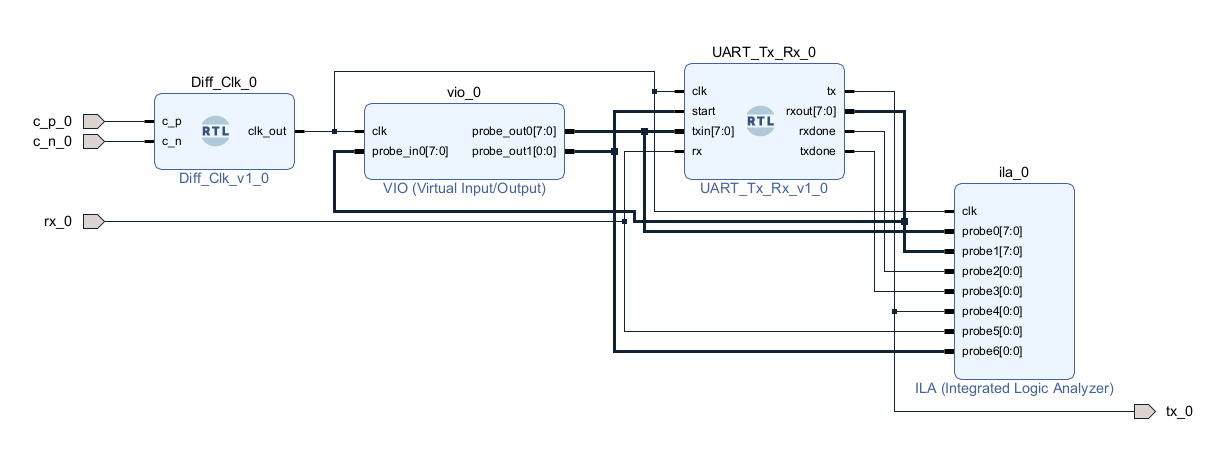 Diff_Clk_0
c_p_0
c_n_0
c_p
c_n
RTL
clk_out
Diff_Clk_v1_0
rx_0
vio_0
clk
probe_in0[7:0]
probe_out0[7:0]
probe_out1[0:0]
VIO (Virtual Input/Output)
UART_Tx_Rx_0
clk
start
txin[7:0]
rx
RTL
tx
rxout[7:0]
rxdone
txdone
UART_Tx_Rx_v1_0
ila_0
clk
probe0[7:0]
probe1[7:0]
probe2[0:0]
probe3[0:0]
probe4[0:0]
probe5[0:0]
probe6[0:0]
ILA (Integrated Logic Analyzer)
tx_0